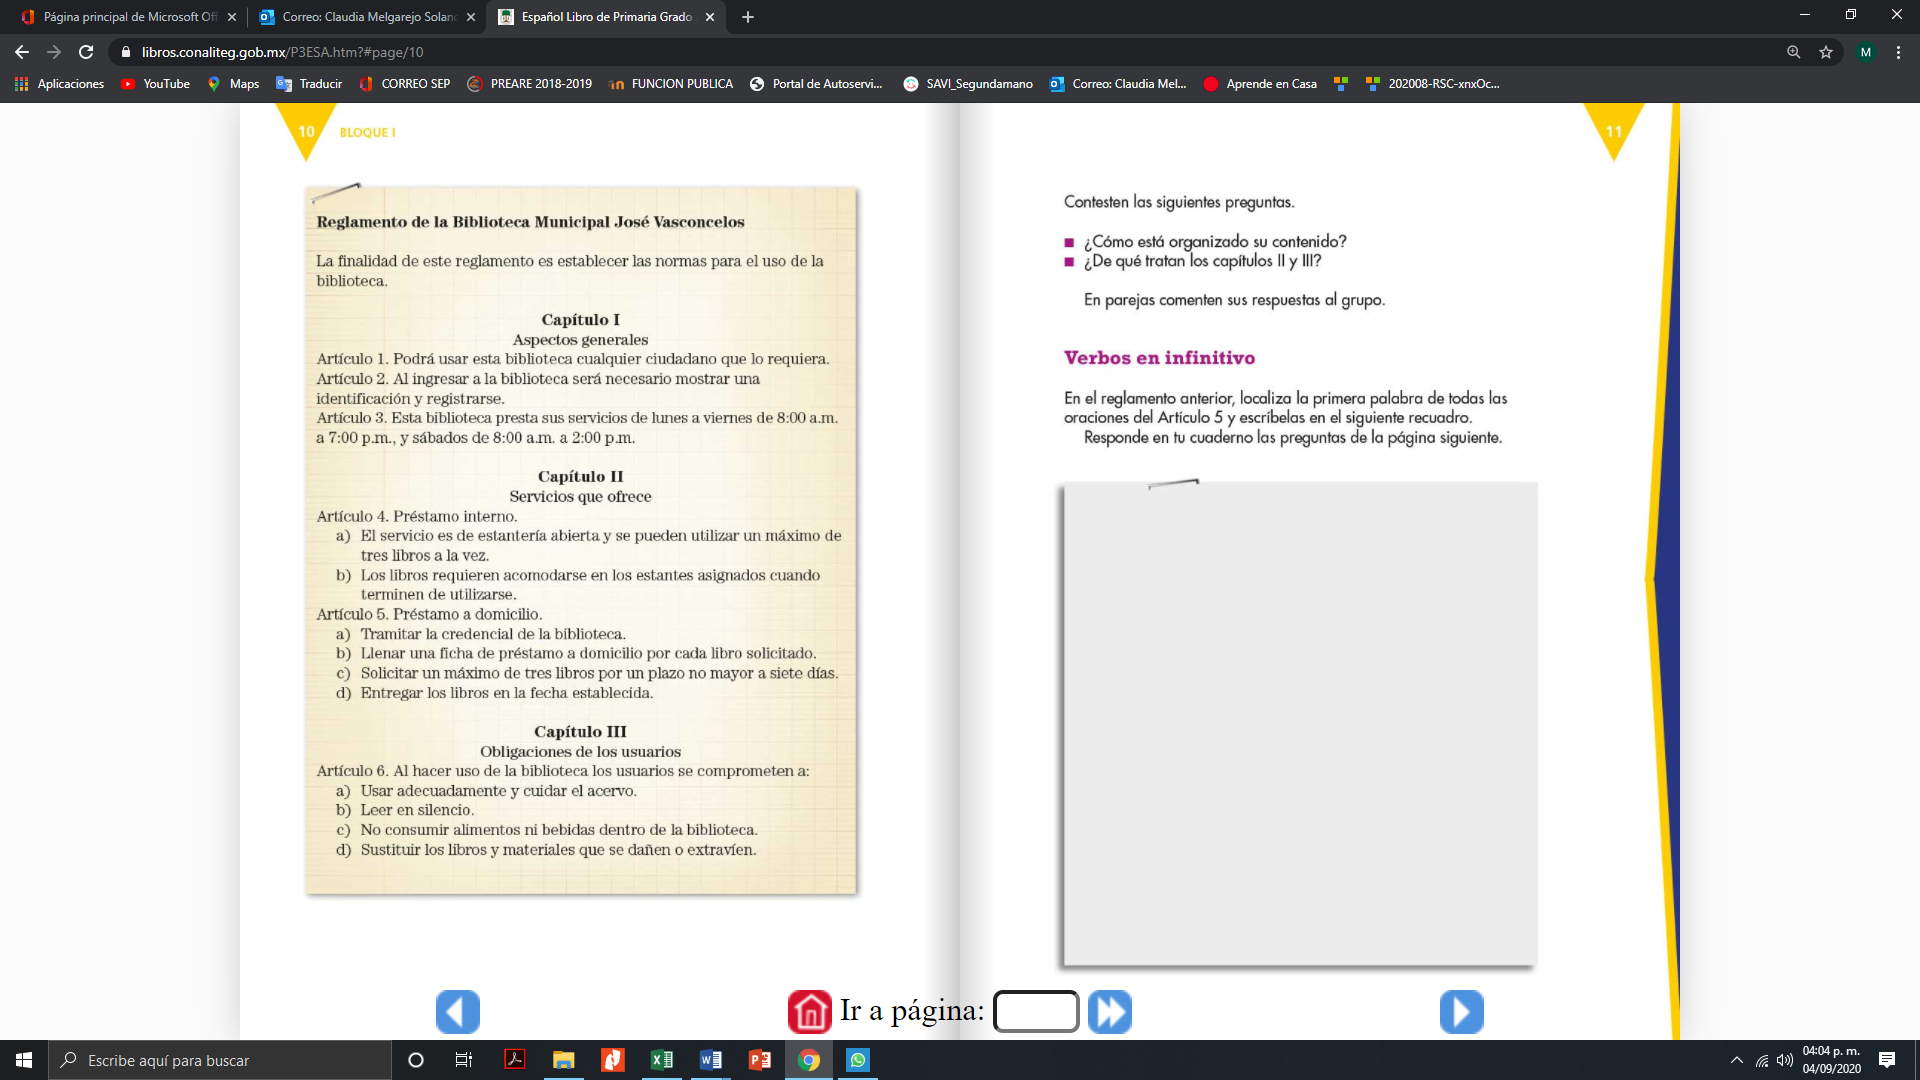 Página principal de Microsoft Off
Correo: Claudia Melgarejo Solano
Español Libro de Primaria Grado
libros.conaliteg.gob.mx/P3ESA.htm?#page/10
M
Aplicaciones
YouTube
Maps
Traducir
CORREO SEP
PREARE 2018-2019
FUNCION PUBLICA
Portal de Autoservi...
SAVI_Segundamano
Correo: Claudia Mel...
Aprende en Casa
202008-RSC-xnxOc...
10
BLOQUE I
Reglamento de la Biblioteca Municipal José Vasconcelos
La finalidad de este reglamento es establecer las normas para el uso de la
biblioteca.
Capítulo I
Aspectos generales
Artículo 1. Podrá usar esta biblioteca cualquier ciudadano que lo requiera.
Artículo 2. Al ingresar a la biblioteca será necesario mostrar una
identificación y registrarse.
Artículo 3. Esta biblioteca presta sus servicios de lunes a viernes de 8:00 a.m.
a 7:00 p.m., y sábados de 8:00 a.m. a 2:00 p.m.
Capítulo II
Servicios que ofrece
Artículo 4. Préstamo interno.
a) El servicio es de estantería abierta y se pueden utilizar un máximo de
tres libros a la vez.
b) Los libros requieren acomodarse en los estantes asignados cuando
terminen de utilizarse.
Artículo 5. Préstamo a domicilio.
a) Tramitar la credencial de la biblioteca.
b) Llenar una ficha de préstamo a domicilio por cada libro solicitado.
c) Solicitar un máximo de tres libros por un plazo no mayor a siete días.
d) Entregar los libros en la fecha establecida.
Capítulo III
Obligaciones de los usuarios
Artículo 6. Al hacer uso de la biblioteca los usuarios se comprometen a:
a) Usar adecuadamente y cuidar el acervo.
b) Leer en silencio.
c) No consumir alimentos ni bebidas dentro de la biblioteca.
d) Sustituir los libros y materiales que se dañen o extravíen.
11
Contesten las siguientes preguntas.
¿Cómo está organizado su contenido?
¿De qué tratan los capítulos II y III?
En parejas comenten sus respuestas al grupo.
Verbos en infinitivo
En el reglamento anterior, localiza la primera palabra de todas las
oraciones del Artículo 5 y escríbelas en el siguiente recuadro.
Responde en tu cuaderno las preguntas de la página siguiente.
Ir a página:
Escribe aquí para buscar
04:04 p. m.
04/09/2020